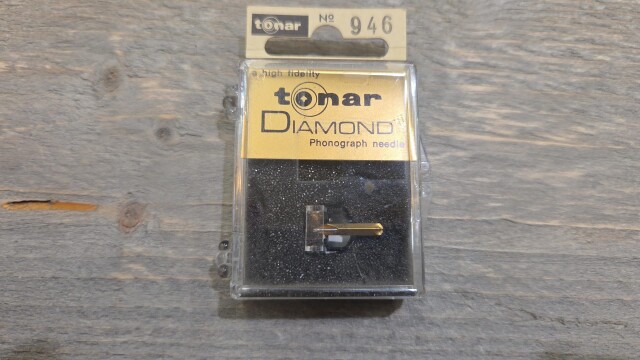 tonar
Nº 946
a high fidelity
tonar
DIAMOND
Phonograph needle